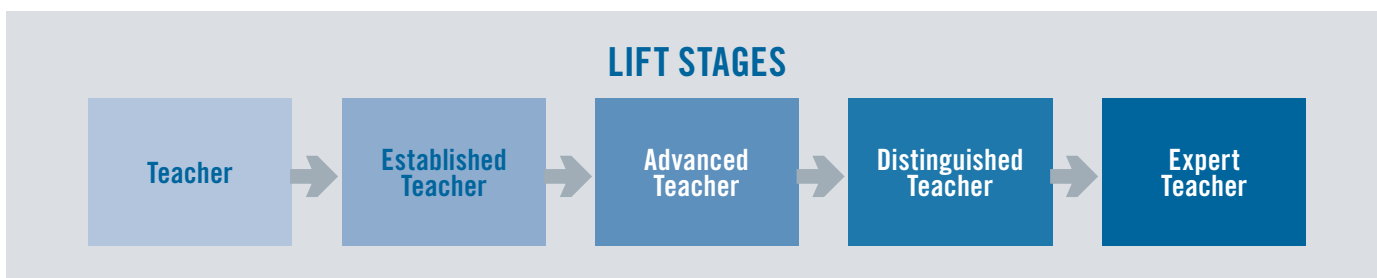 LIFT STAGES
Teacher
Established
Teacher
Advanced
Teacher
Distinguished
Teacher
Expert
Teacher